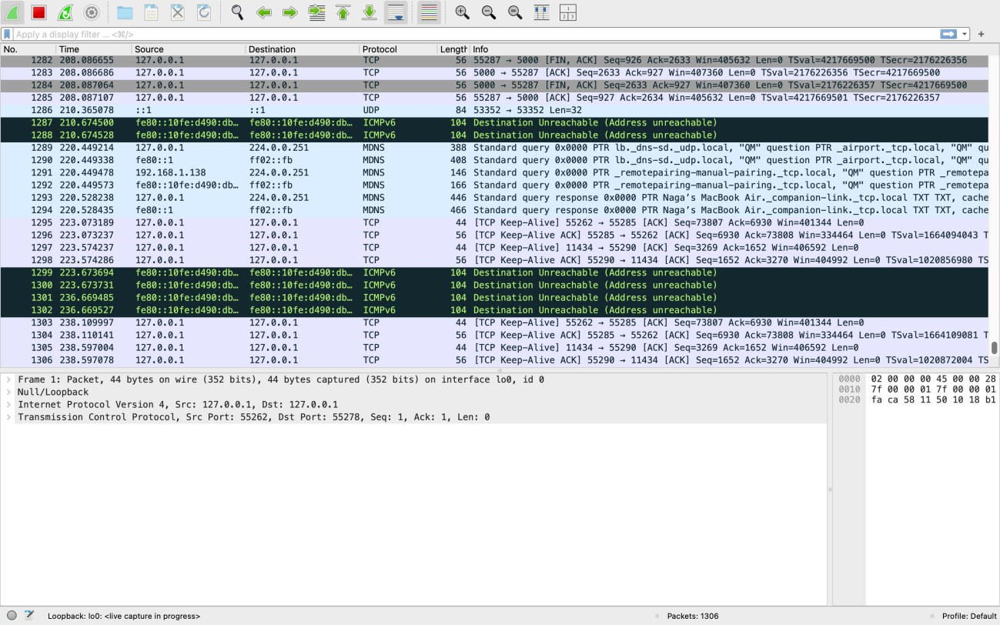 Apply a display filter … <⌘/>
No. Time Source Destination Protocol Length Info
1282 208.086655 127.0.0.1 127.0.0.1 TCP 56 55287 → 5000 [FIN, ACK] Seq=926 Ack=2633 Win=405632 Len=0 TSval=4217669500 TSecr=2176226356
1283 208.086686 127.0.0.1 127.0.0.1 TCP 56 5000 → 55287 [ACK] Seq=2633 Ack=927 Win=407360 Len=0 TSval=2176226356 TSecr=4217669500
1284 208.087064 127.0.0.1 127.0.0.1 TCP 56 5000 → 55287 [FIN, ACK] Seq=2633 Ack=927 Win=407360 Len=0 TSval=2176226357 TSecr=4217669500
1285 208.087107 127.0.0.1 127.0.0.1 TCP 56 55287 → 5000 [ACK] Seq=927 Ack=2634 Win=405632 Len=0 TSval=4217669501 TSecr=2176226357
1286 210.365078 ::1 ::1 UDP 84 53352 → 53352 Len=32
1287 210.674500 fe80::10fe:d490:db… fe80::10fe:d490:db… ICMPv6 104 Destination Unreachable (Address unreachable)
1288 210.674528 fe80::10fe:d490:db… fe80::10fe:d490:db… ICMPv6 104 Destination Unreachable (Address unreachable)
1289 220.449214 127.0.0.1 224.0.0.251 MDNS 388 Standard query 0x0000 PTR lb._dns-sd._udp.local, "QM" question PTR _airport._tcp.local, "QM" qu
1290 220.449338 fe80::1 ff02::fb MDNS 408 Standard query 0x0000 PTR lb._dns-sd._udp.local, "QM" question PTR _airport._tcp.local, "QM" qu
1291 220.449478 192.168.1.138 224.0.0.251 MDNS 146 Standard query 0x0000 PTR _remotepairing-manual-pairing._tcp.local, "QM" question PTR _remotepa
1292 220.449573 fe80::10fe:d490:db… ff02::fb MDNS 166 Standard query 0x0000 PTR _remotepairing-manual-pairing._tcp.local, "QM" question PTR _remotepa
1293 220.528238 127.0.0.1 224.0.0.251 MDNS 446 Standard query response 0x0000 PTR Naga’s MacBook Air._companion-link._tcp.local TXT TXT, cache
1294 220.528435 fe80::1 ff02::fb MDNS 466 Standard query response 0x0000 PTR Naga’s MacBook Air._companion-link._tcp.local TXT TXT, cache
1295 223.073189 127.0.0.1 127.0.0.1 TCP 44 [TCP Keep-Alive] 55262 → 55285 [ACK] Seq=73807 Ack=6930 Win=401344 Len=0
1296 223.073237 127.0.0.1 127.0.0.1 TCP 56 [TCP Keep-Alive ACK] 55285 → 55262 [ACK] Seq=6930 Ack=73808 Win=334464 Len=0 TSval=1664094043 T
1297 223.574237 127.0.0.1 127.0.0.1 TCP 44 [TCP Keep-Alive] 11434 → 55290 [ACK] Seq=3269 Ack=1652 Win=406592 Len=0
1298 223.574286 127.0.0.1 127.0.0.1 TCP 56 [TCP Keep-Alive ACK] 55290 → 11434 [ACK] Seq=1652 Ack=3270 Win=404992 Len=0 TSval=1020856980 TS
1299 223.673694 fe80::10fe:d490:db… fe80::10fe:d490:db… ICMPv6 104 Destination Unreachable (Address unreachable)
1300 223.673731 fe80::10fe:d490:db… fe80::10fe:d490:db… ICMPv6 104 Destination Unreachable (Address unreachable)
1301 236.669485 fe80::10fe:d490:db… fe80::10fe:d490:db… ICMPv6 104 Destination Unreachable (Address unreachable)
1302 236.669527 fe80::10fe:d490:db… fe80::10fe:d490:db… ICMPv6 104 Destination Unreachable (Address unreachable)
1303 238.109997 127.0.0.1 127.0.0.1 TCP 44 [TCP Keep-Alive] 55262 → 55285 [ACK] Seq=73807 Ack=6930 Win=401344 Len=0
1304 238.110141 127.0.0.1 127.0.0.1 TCP 56 [TCP Keep-Alive ACK] 55285 → 55262 [ACK] Seq=6930 Ack=73808 Win=334464 Len=0 TSval=1664109081 T
1305 238.597004 127.0.0.1 127.0.0.1 TCP 44 [TCP Keep-Alive] 11434 → 55290 [ACK] Seq=3269 Ack=1652 Win=406592 Len=0
1306 238.597078 127.0.0.1 127.0.0.1 TCP 56 [TCP Keep-Alive ACK] 55290 → 11434 [ACK] Seq=1652 Ack=3270 Win=404992 Len=0 TSval=1020872004 TS
Frame 1: Packet, 44 bytes on wire (352 bits), 44 bytes captured (352 bits) on interface lo0, id 0
Null/Loopback
Internet Protocol Version 4, Src: 127.0.0.1, Dst: 127.0.0.1
Transmission Control Protocol, Src Port: 55262, Dst Port: 55278, Seq: 1, Ack: 1, Len: 0
0000 02 00 00 00 45 00 00 28
0010 7f 00 00 01 7f 00 00 01
0020 fa ca 58 11 50 10 18 b1
Loopback: lo0: <live capture in progress>
Packets: 1306
Profile: Default